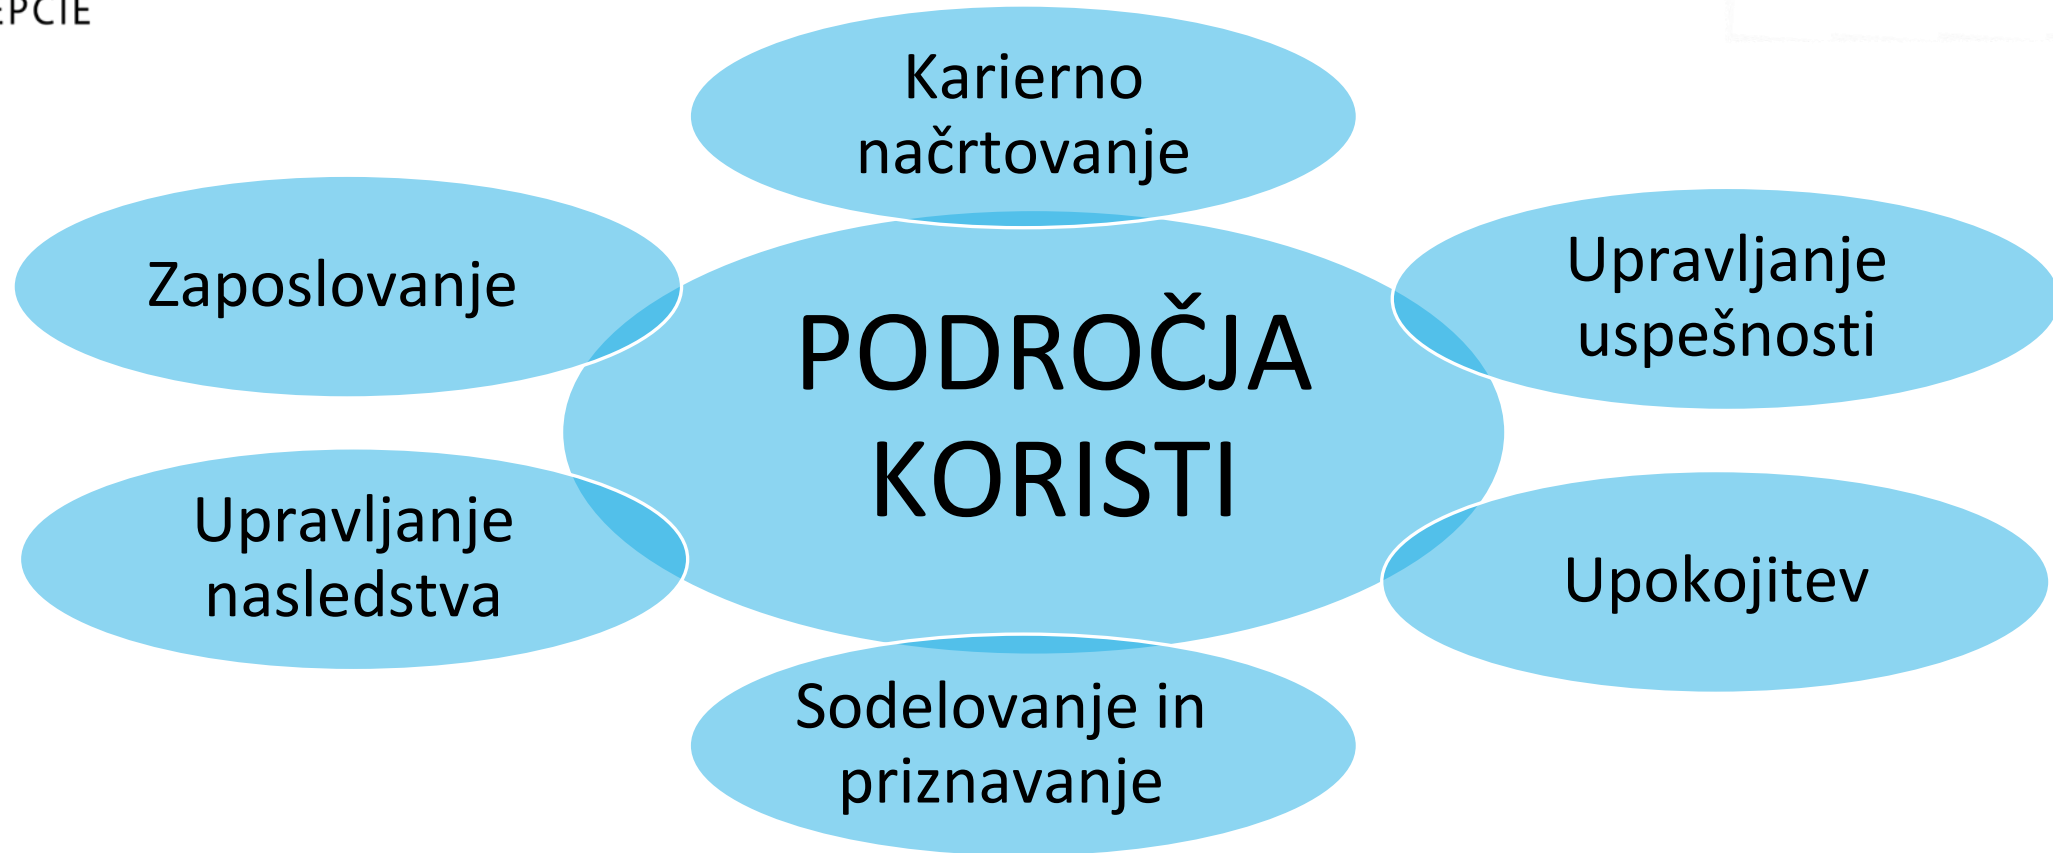 Karierno
načrtovanje
Zaposlovanje
Upravljanje
uspešnosti
PODROČJA
KORISTI
Upravljanje
nasledstva
Upokojitev
Sodelovanje in
priznavanje